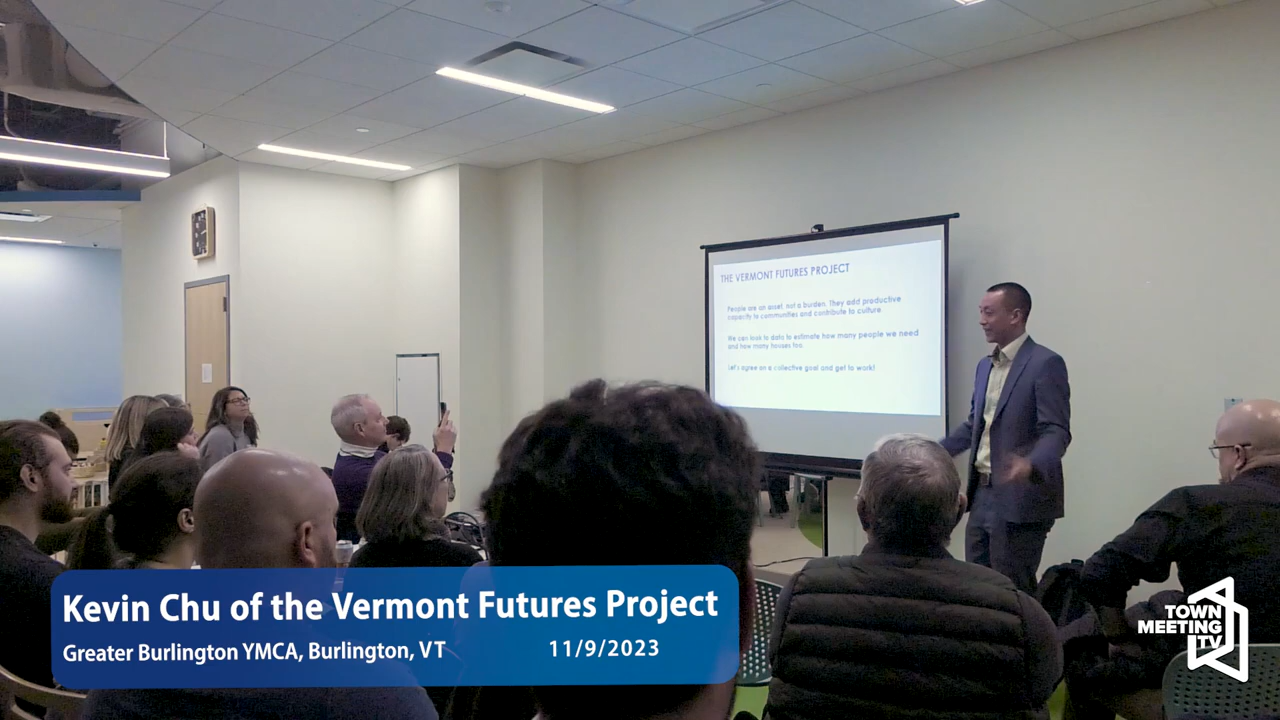 THE VERMONT FUTURES PROJECT
People are an asset, not a burden. They add productive
capacity to communities and contribute to culture
We can look to data to estimate how many people we need
and how many houses too.
Let's agree on a collective goal and get to work!
Kevin Chu of the Vermont Futures Project
Greater Burlington YMCA, Burlington, VT 11/9/2023
TOWN
MEETING
TV